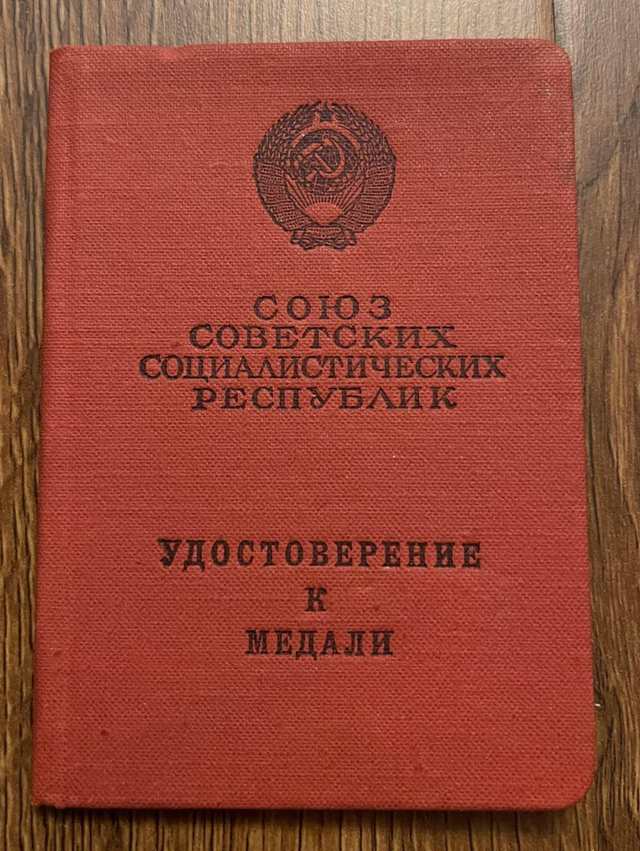 СОЮЗ
СОВЕТСКИХ
СОЦИАЛИСТИЧЕСКИХ
РЕСПУБЛИК
УДОСТОВЕРЕНИЕ
К
МЕДАЛИ